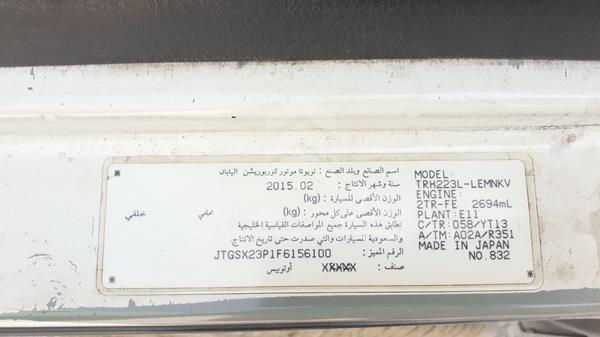 اسم الصانع وبلد الصنع : تويوتا موتور كوربوريشن اليابان
سنة وشهر الانتاج : 2015.02
الوزن الأقصى للسيارة : (kg)
الوزن الأقصى على كل محور : (kg) امامي خلفي
تطابق هذه السيارة جميع المواصفات القياسية الخليجية
والسعودية للسيارات والتي صدرت حتى تاريخ الانتاج.
الرقم المميز : JTGSX23P1F6156100
صنف : أوتوبيس
MODEL:
TRH223L-LEMNKV
ENGINE:
2TR-FE 2694mL
PLANT: E11
C/TR: 058/YT13
A/TM: A02A/R351
MADE IN JAPAN
NO.832